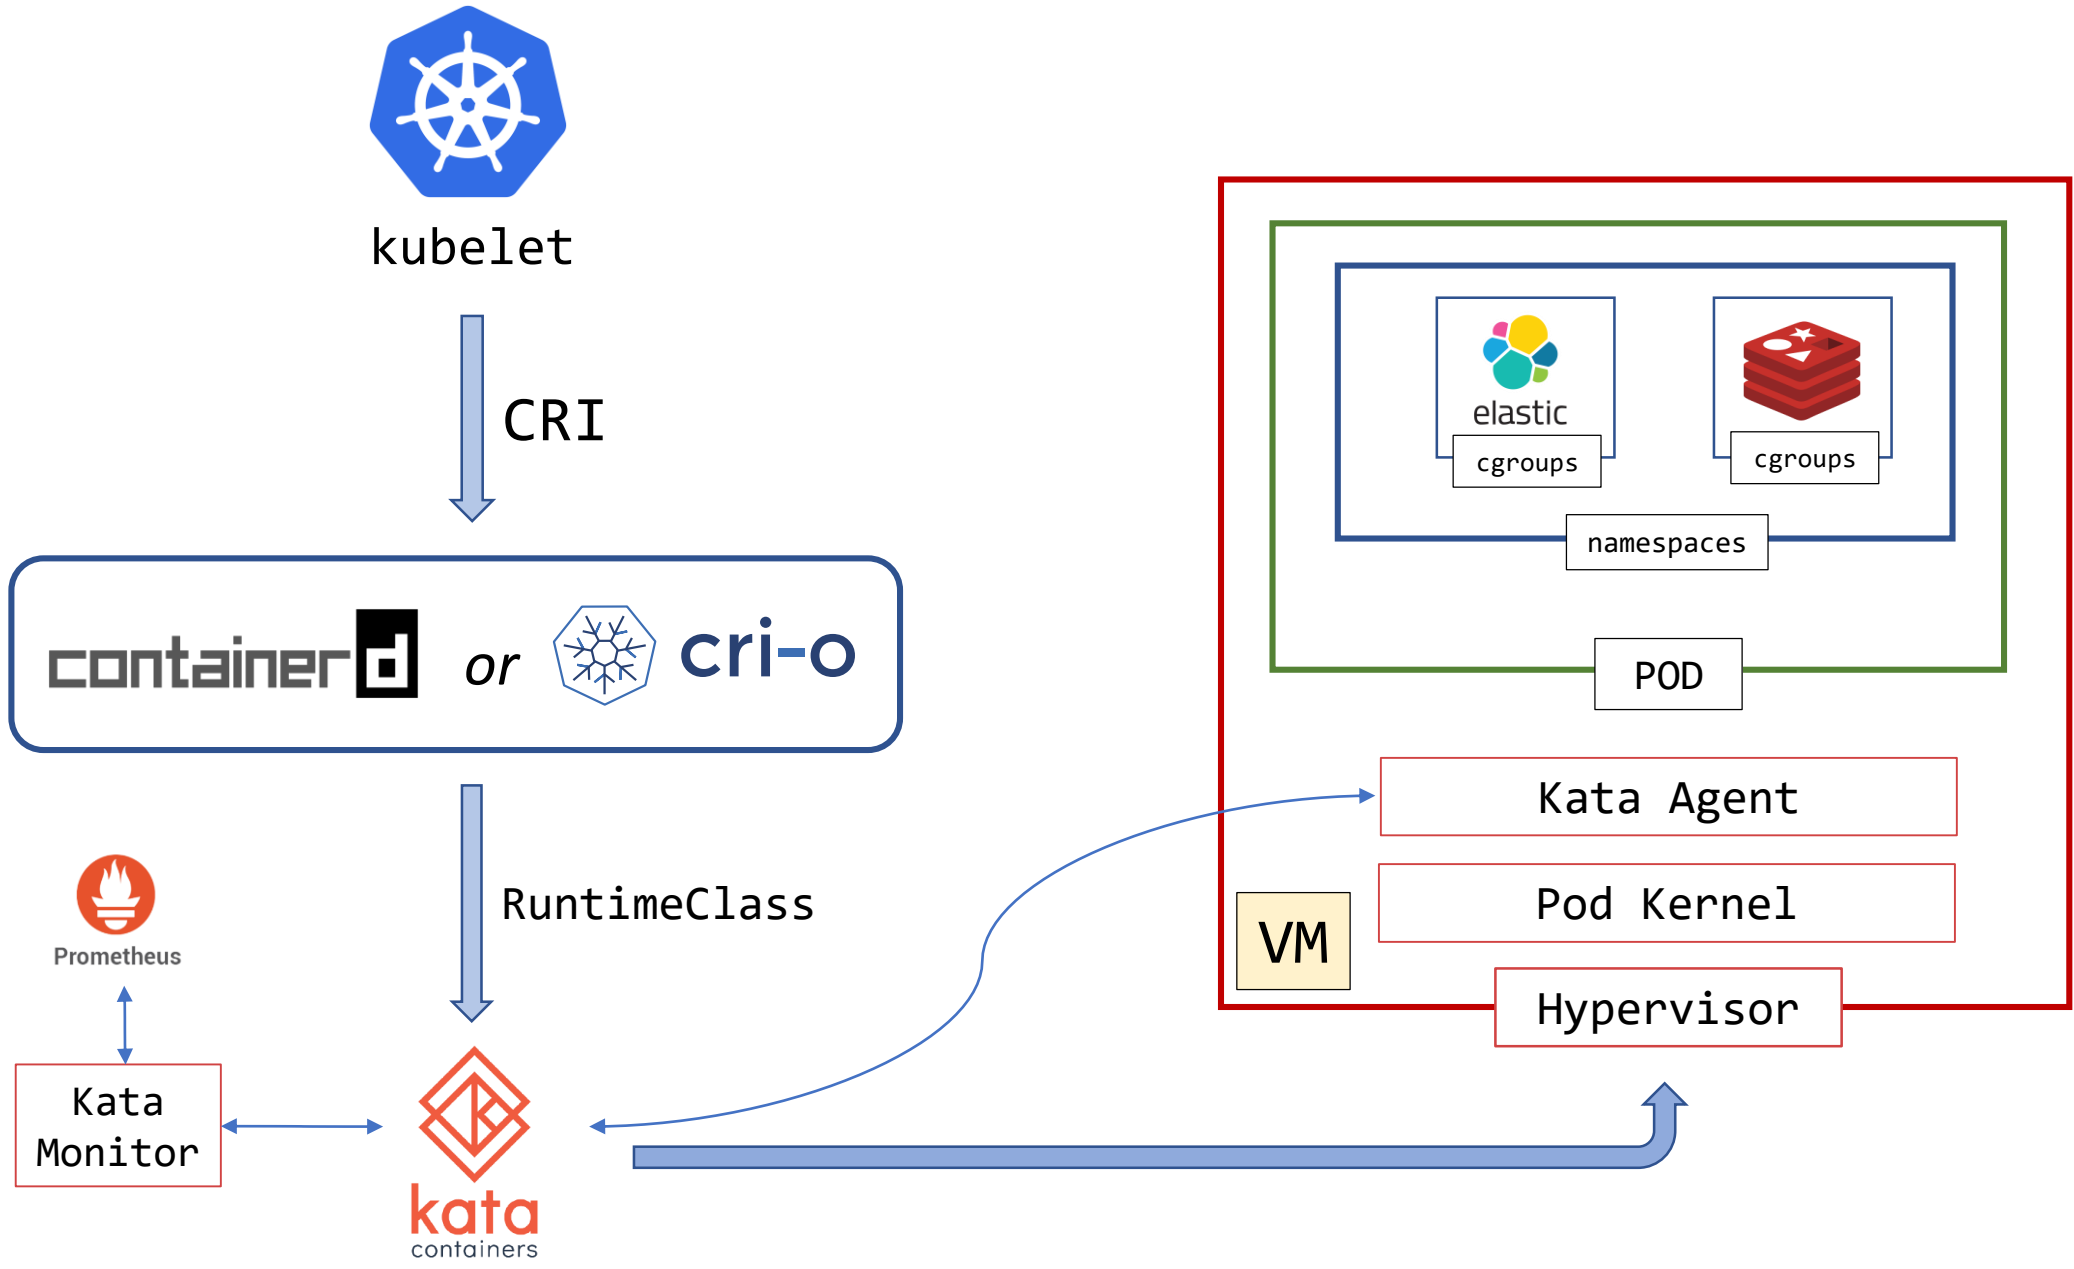 kubelet
CRI
containerd
or
cri-o
RuntimeClass
Prometheus
Kata
Monitor
kata
containers
elastic
cgroups
cgroups
namespaces
POD
Kata Agent
Pod Kernel
VM
Hypervisor